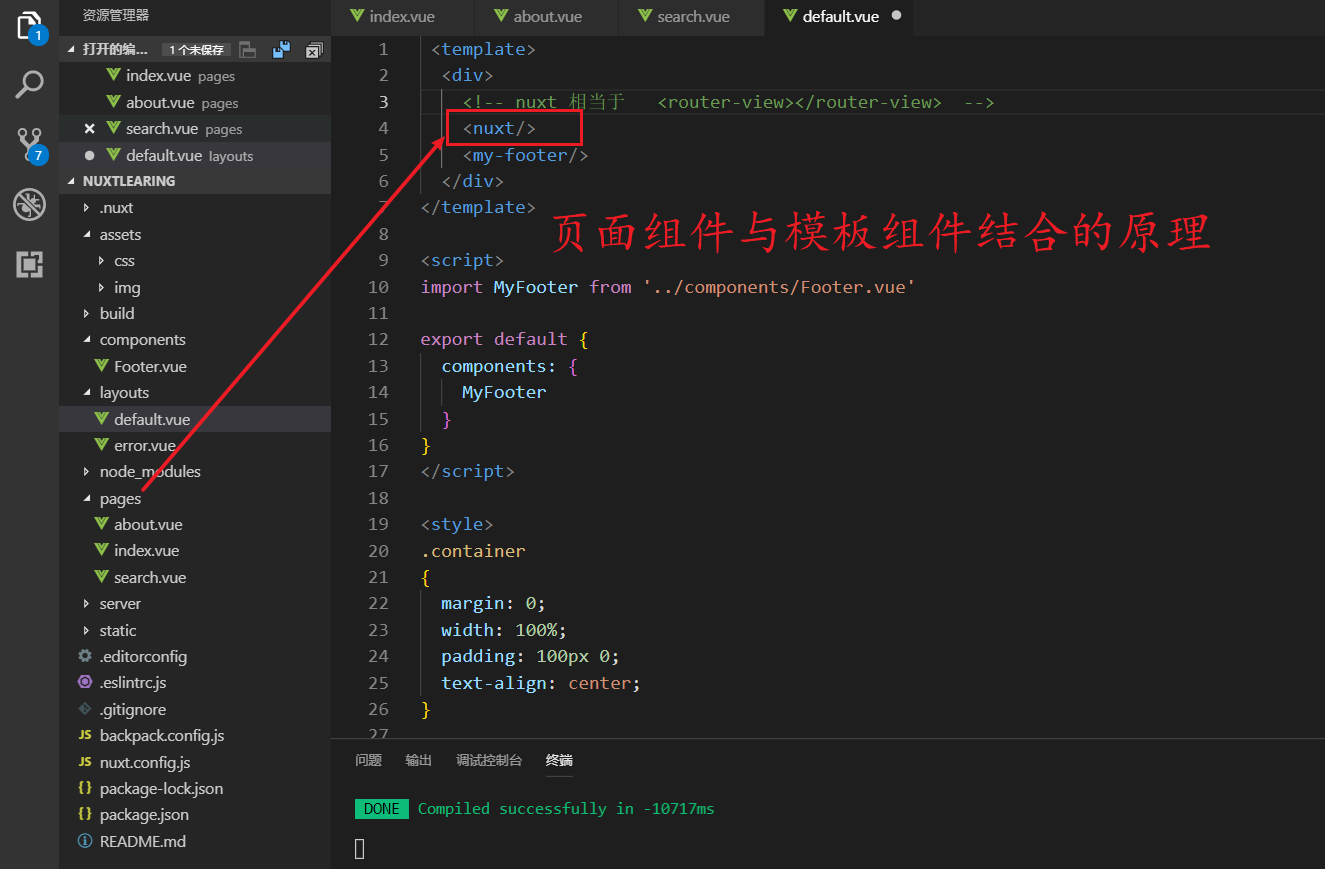 资源管理器
打开的编... 1 个未保存
index.vue pages
about.vue pages
search.vue pages
default.vue layouts
NUXTLEARING
.nuxt
assets
css
img
build
components
Footer.vue
layouts
default.vue
error.vue
node_modules
pages
about.vue
index.vue
search.vue
server
static
.editorconfig
.eslintrc.js
.gitignore
JS backpack.config.js
JS nuxt.config.js
{} package-lock.json
{} package.json
README.md
1
7
index.vue about.vue search.vue default.vue
1 <template>
2 <div>
3 <!-- nuxt 相当于 <router-view></router-view> -->
4 <nuxt/>
5 <my-footer/>
6 </div>
7 </template>
页面组件与模板组件结合的原理
8
9 <script>
10 import MyFooter from '../components/Footer.vue'
11
12 export default {
13 components: {
14 MyFooter
15 }
16 }
17 </script>
18
19 <style>
20 .container
21 {
22 margin: 0;
23 width: 100%;
24 padding: 100px 0;
25 text-align: center;
26 }
27
问题 输出 调试控制台 终端
DONE Compiled successfully in -10717ms